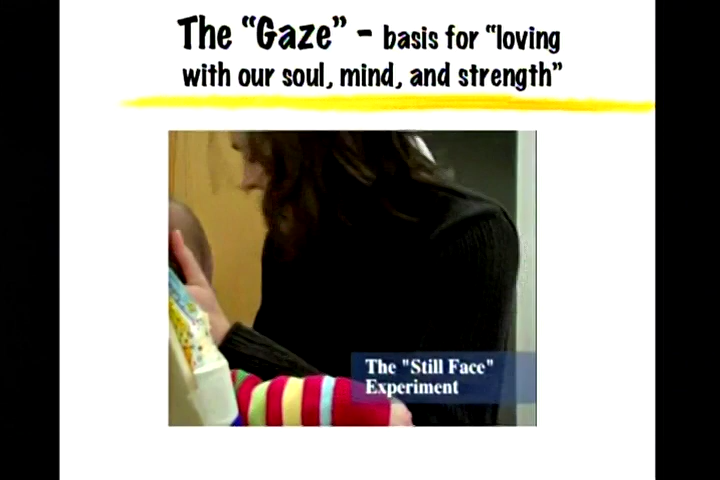 The “Gaze” - basis for “loving
with our soul, mind, and strength”
The "Still Face"
Experiment